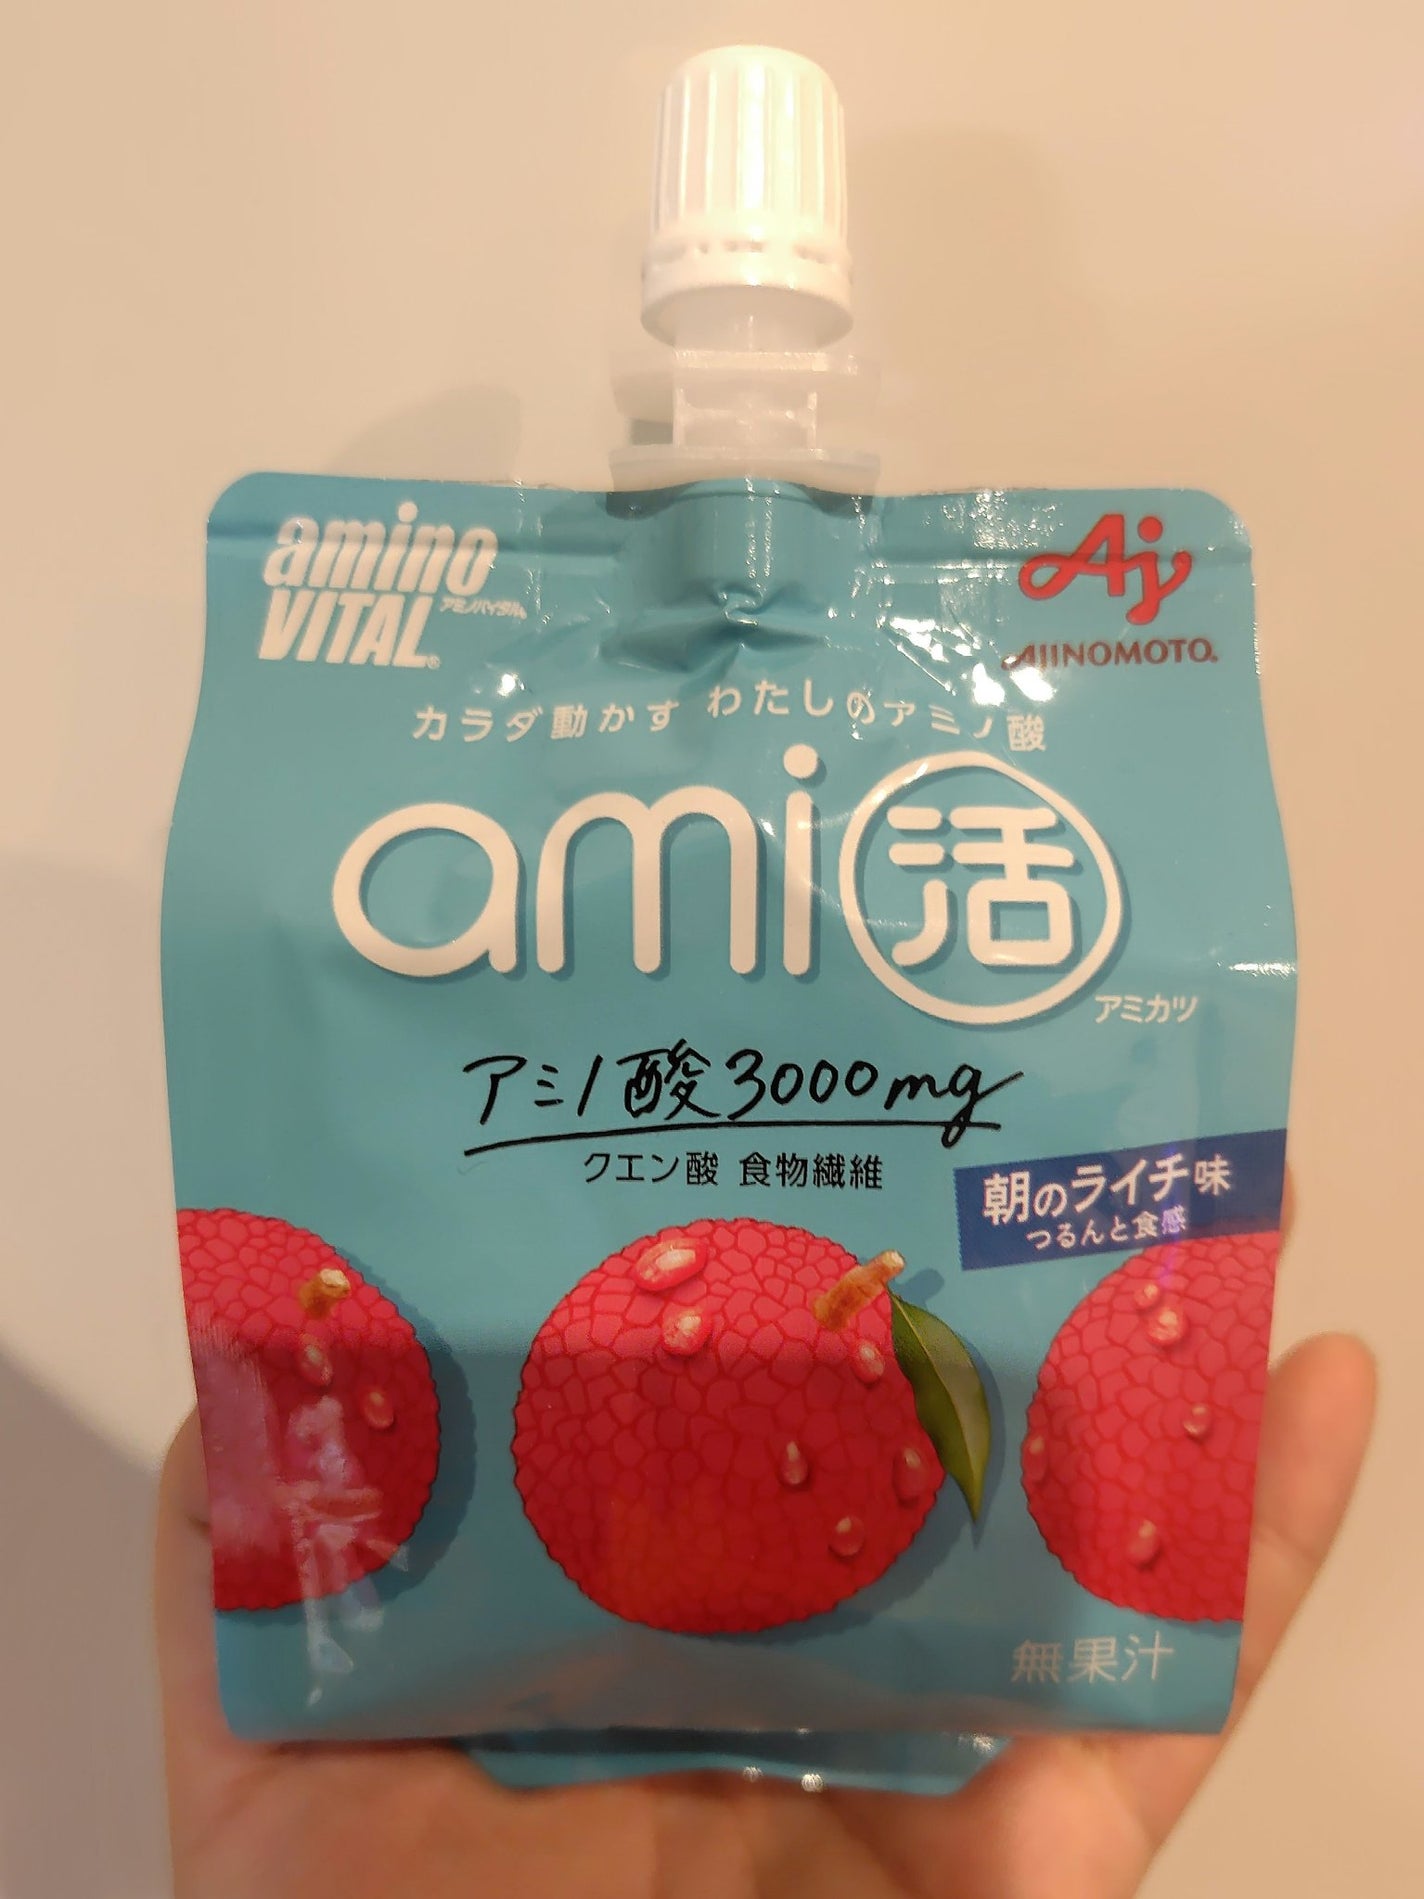 amino
VITAL®
アミノバイタル®
Aj
AJINOMOTO®
カラダ動かす わたしのアミノ酸
ami活
アミカツ
アミノ酸3000mg
クエン酸 食物繊維
朝のライチ味
つるんと食感
無果汁